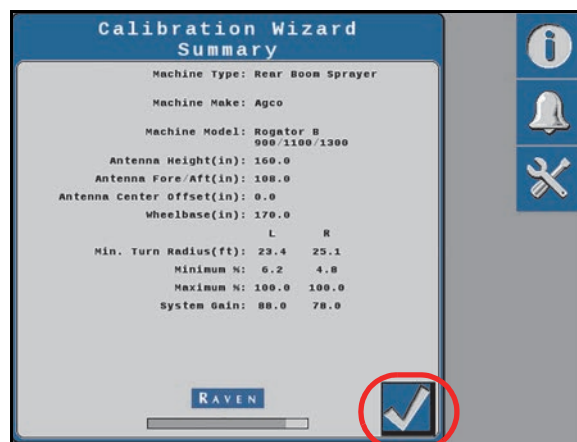 Calibration Wizard
Summary
Machine Type: Rear Boom Sprayer
Machine Make: Agco
Machine Model: Rogator B
900/1100/1300
Antenna Height(in): 160.0
Antenna Fore/Aft(in): 108.0
Antenna Center Offset(in): 0.0
Wheelbase(in): 170.0
L R
Min. Turn Radius(ft): 23.4 25.1
Minimum %: 6.2 4.8
Maximum %: 100.0 100.0
System Gain: 88.0 78.0
RAVEN